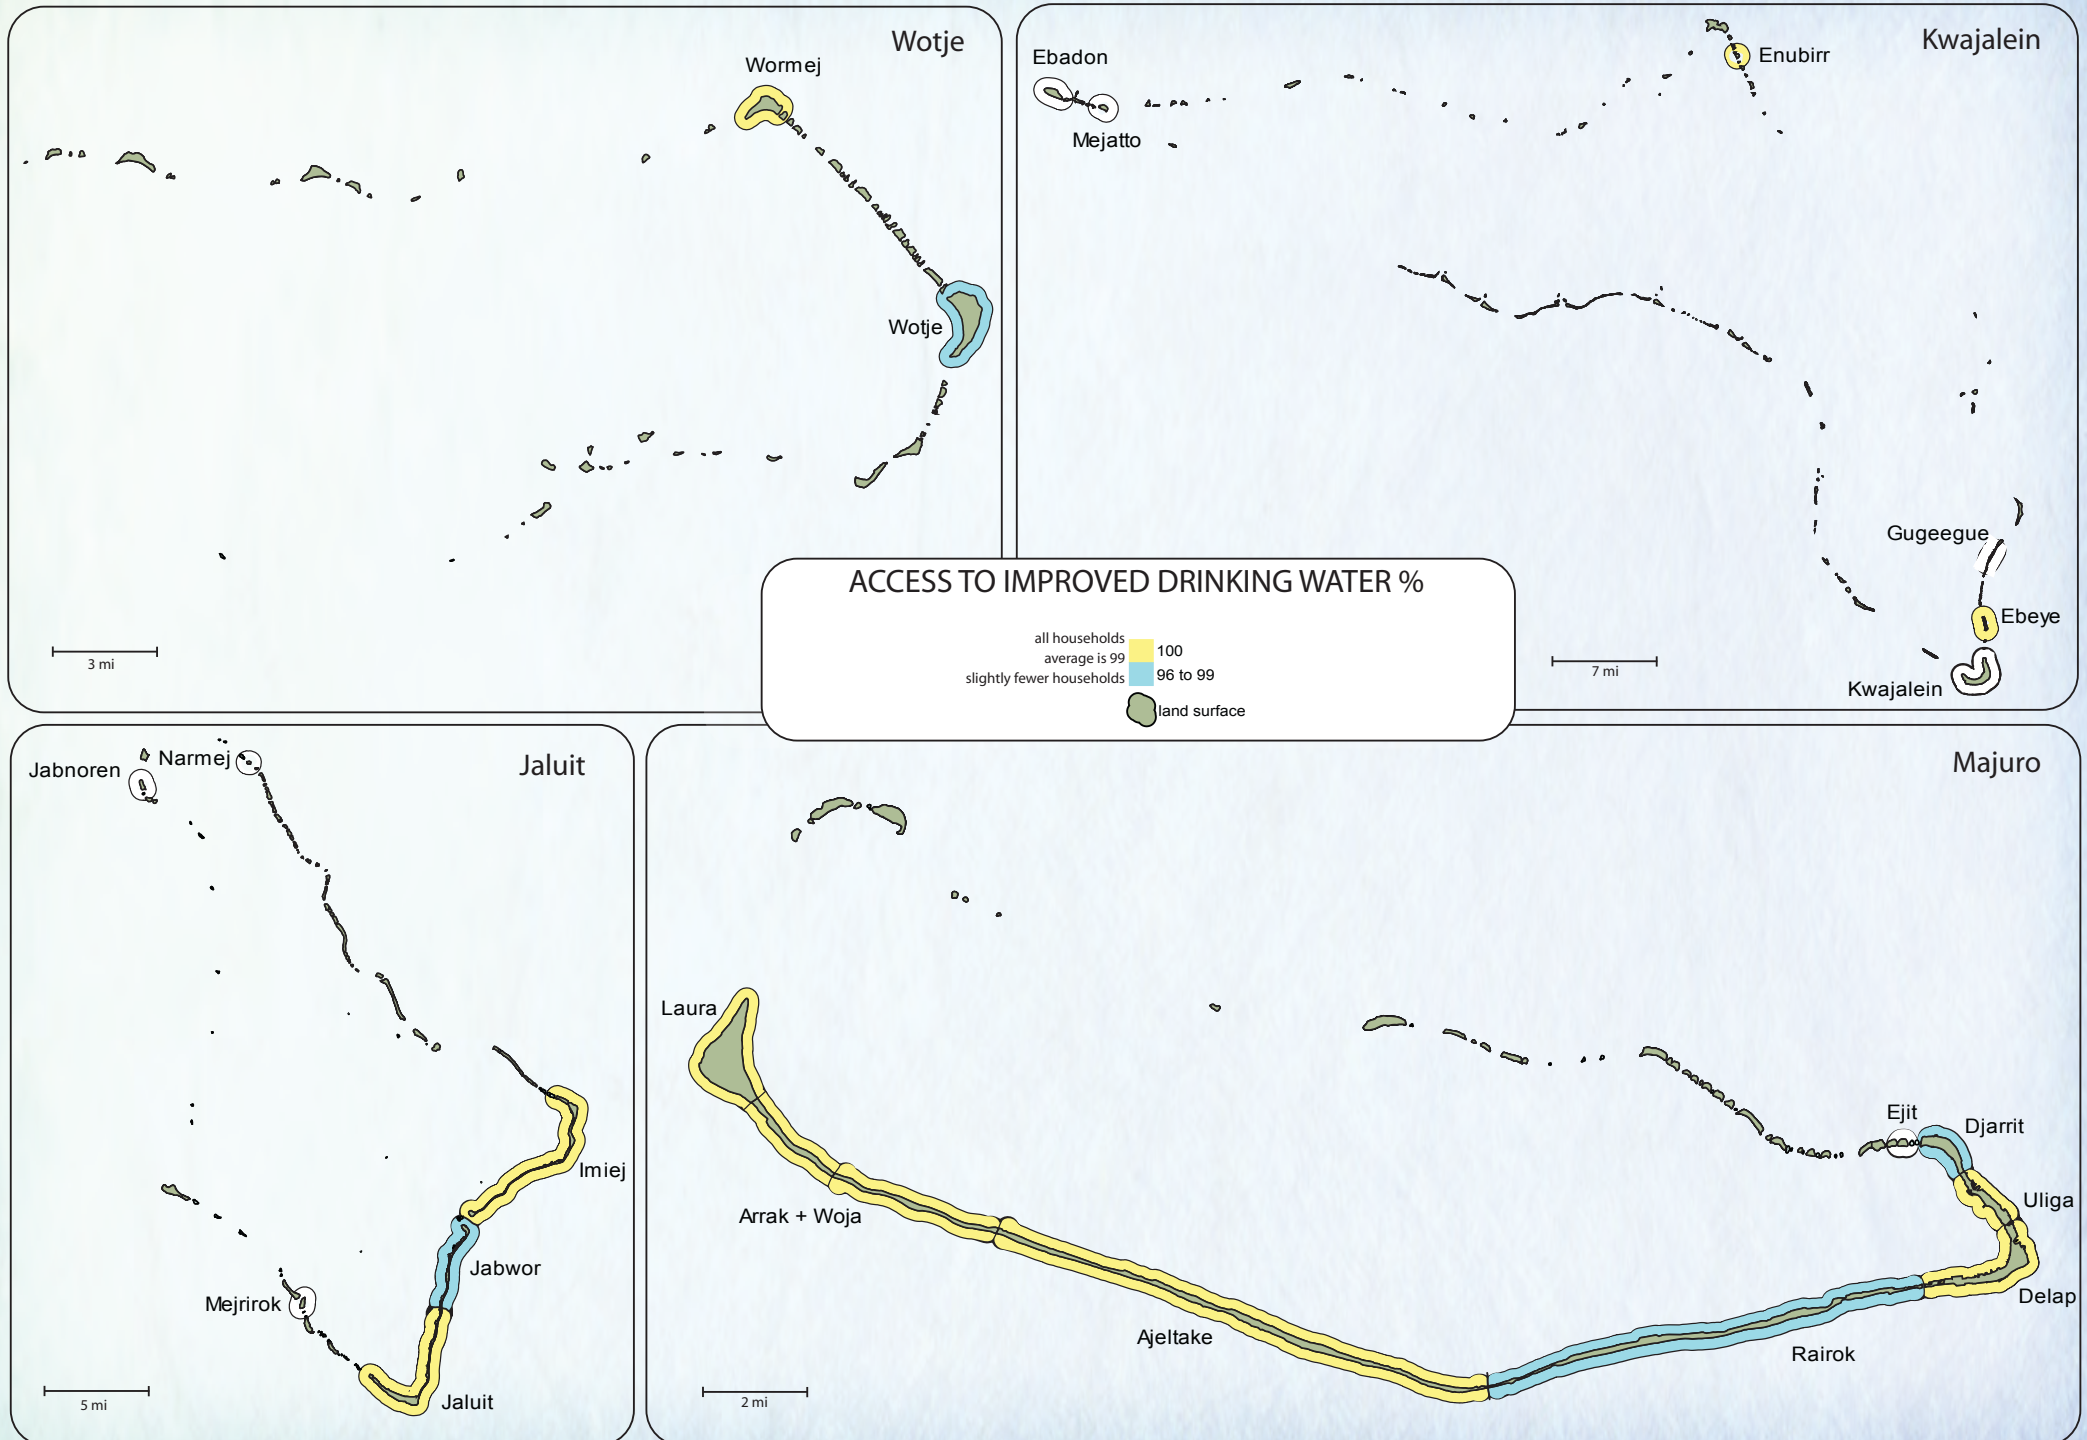 Wotje
Wormej
Wotje
3 mi
Kwajalein
Ebadon
Mejatto
Enubirr
Gugeegue
Ebeye
Kwajalein
7 mi
ACCESS TO IMPROVED DRINKING WATER %
all households
average is 99
slightly fewer households
100
96 to 99
land surface
Jaluit
Jabnoren
Narmej
Imiej
Jabwor
Mejrirok
Jaluit
5 mi
Majuro
Laura
Arrak + Woja
Ajeltake
Ejit
Djarrit
Uliga
Delap
Rairok
2 mi